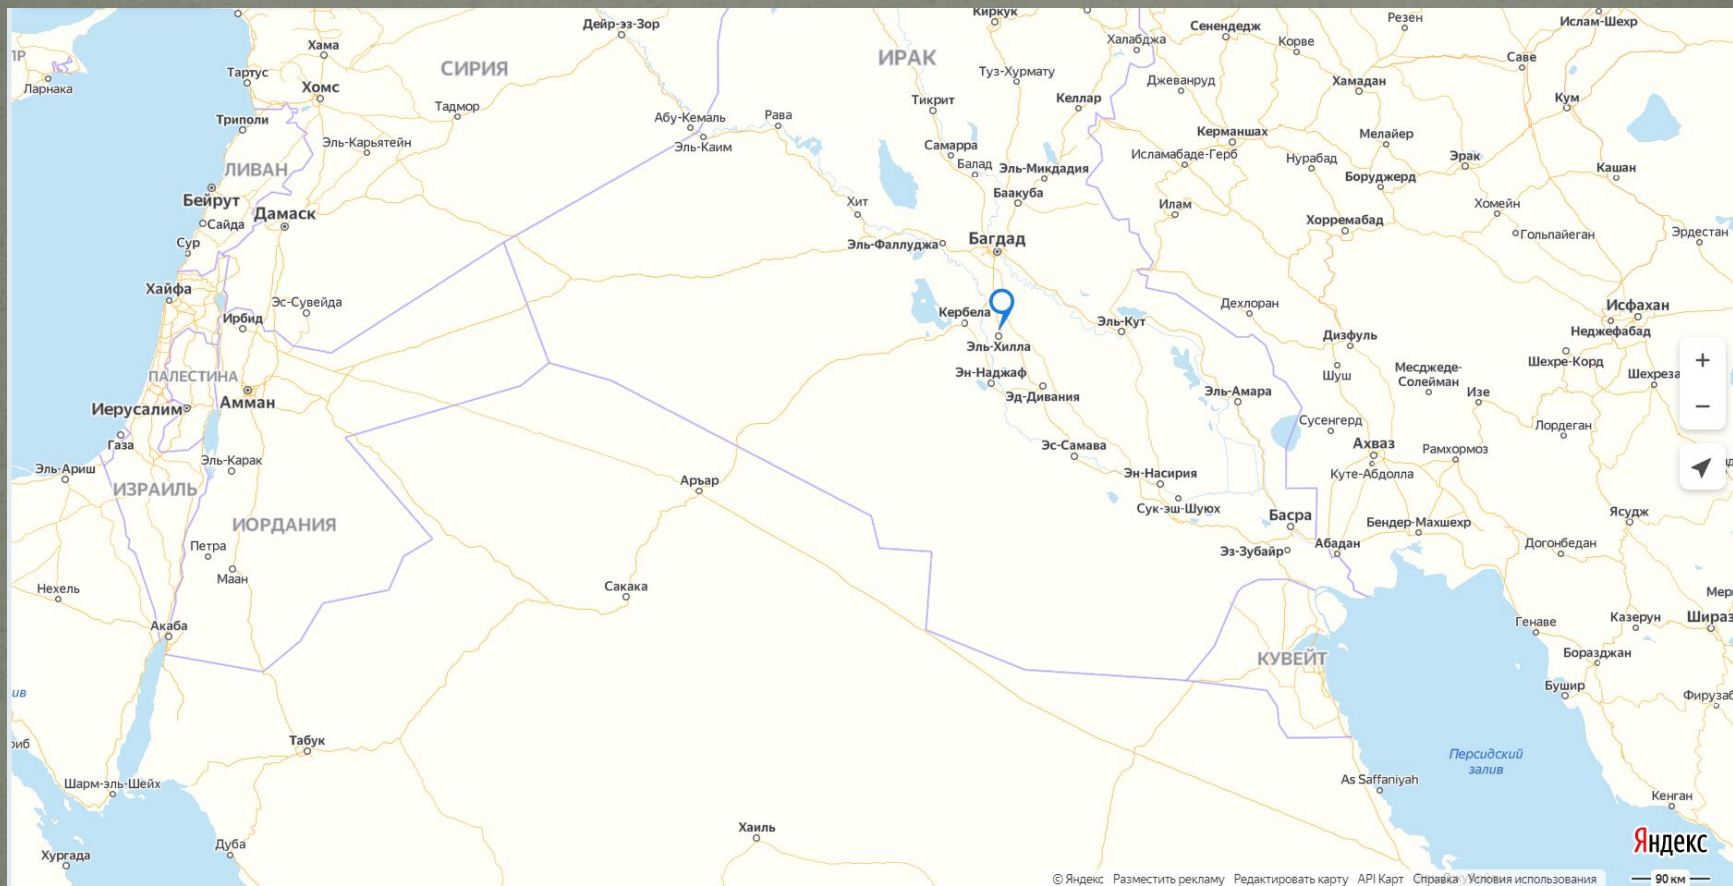 Киркук
Сенендедж
Резен
Ислам-Шехр
Дейр-эз-Зор
Хама
Халабджа
Корве
ИРАК
Саве
СИРИЯ
Тартус
Туз-Хурмату
Джеванруд
Хамадан
Ларнака
Хомс
Тадмор
Тикрит
Келлар
Кум
Триполи
Абу-Кемаль
Рава
Керманшах
Мелайер
Эль-Карьятейн
Эль-Каим
Самарра
Исламабаде-Герб
Нурабад
Эрак
ЛИВАН
Балад
Эль-Микдадия
Боруджерд
Кашан
Бейрут
Хит
Баакуба
Илам
Хомейн
Дамаск
Сайда
Хорремабад
Гольпайеган
Эрдестан
Сур
Эль-Фаллуджа
Багдад
Хайфа
Эс-Сувейда
Дехлоран
Исфахан
Ирбид
Кербела
Эль-Кут
Неджефабад
Дизфуль
Эль-Хилла
Шехре-Корд
ПАЛЕСТИНА
Эн-Наджаф
Шуш
Месджеде-
Солейман
Шехреза
Иерусалим
Амман
Эд-Дивания
Эль-Амара
Изе
Газа
Сусенгерд
Лордеган
Эс-Самава
Ахваз
Рамхормоз
Эль-Ариш
Эль-Карак
Аръар
Эн-Насирия
Куте-Абдолла
ИЗРАИЛЬ
Сук-эш-Шуюх
Басра
Бендер-Махшехр
Ясудж
ИОРДАНИЯ
Петра
Эз-Зубайр
Абадан
Догонбедан
Маан
Нехель
Сакака
Акаба
Генаве
Казерун
Шираз
КУВЕЙТ
Боразджан
Бушир
Табук
Персидский
залив
Шарм-эль-Шейх
As Saffaniyah
Кенган
Хаиль
Дуба
Хургада
Яндекс
© Яндекс Разместить рекламу Редактировать карту API Карт Справка Условия использования 90 км